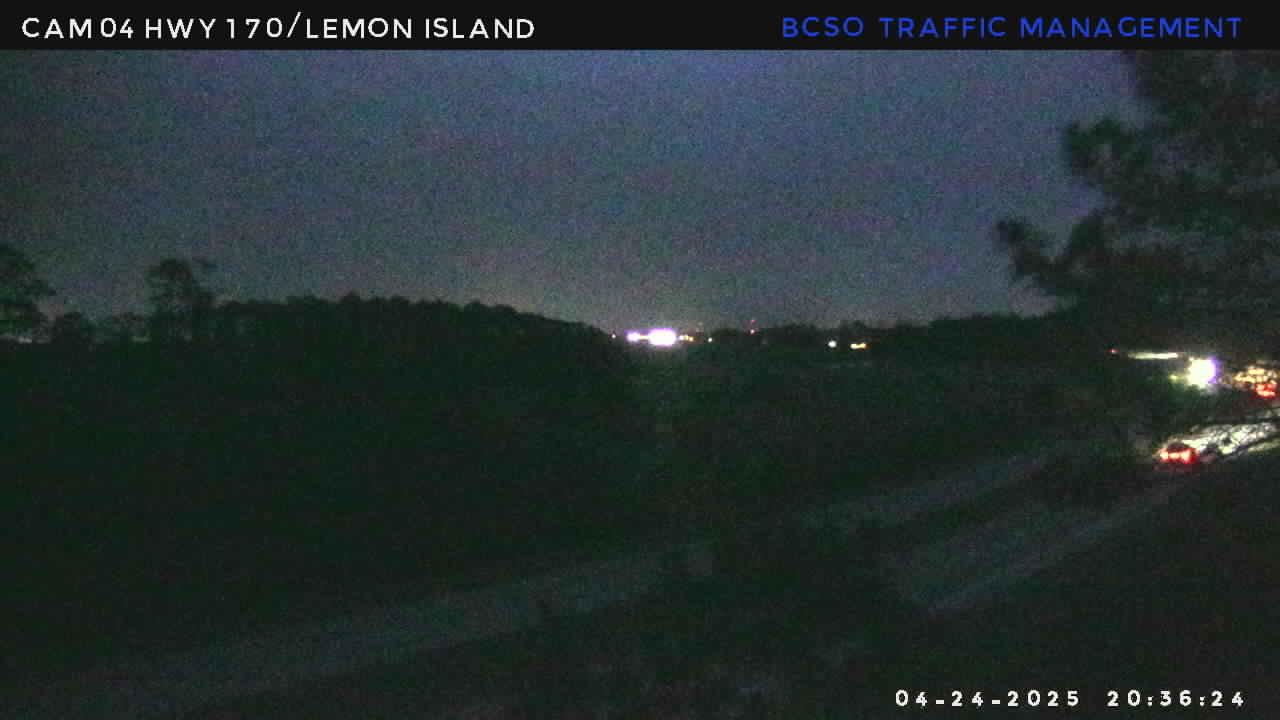 CAM04 HWY 170/LEMON ISLAND
BCSO TRAFFIC MANAGEMENT
04-24-2025 20:36:24